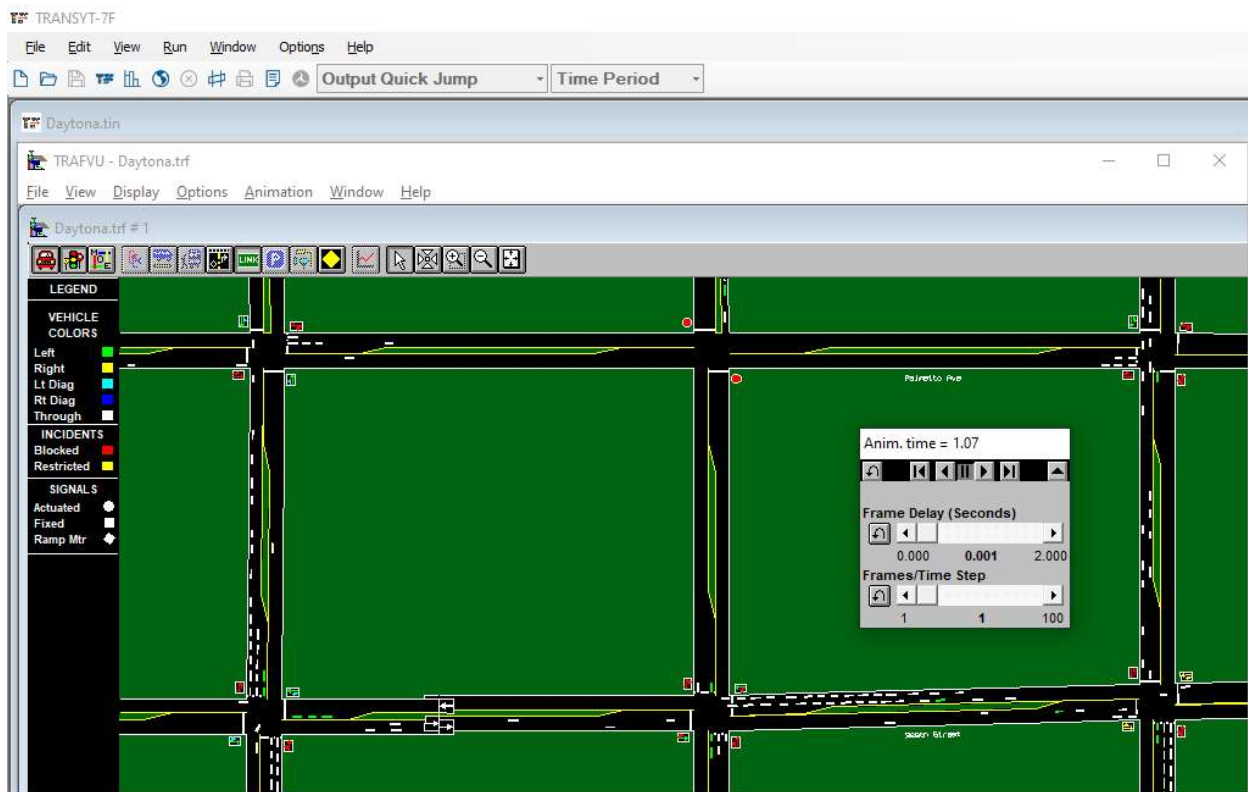 TRANSYT-7F
File Edit View Run Window Options Help
Output Quick Jump Time Period
Daytona.tin
TRAFVU - Daytona.trf
File View Display Options Animation Window Help
Daytona.trf # 1
LINK
P
LEGEND
VEHICLE
COLORS
Left
Right
Lt Diag
Rt Diag
Through
INCIDENTS
Blocked
Restricted
SIGNALS
Actuated
Fixed
Ramp Mtr
Palmetto Ave
Anim. time = 1.07
Frame Delay (Seconds)
0.000 0.001 2.000
Frames/Time Step
1 1 100
Street